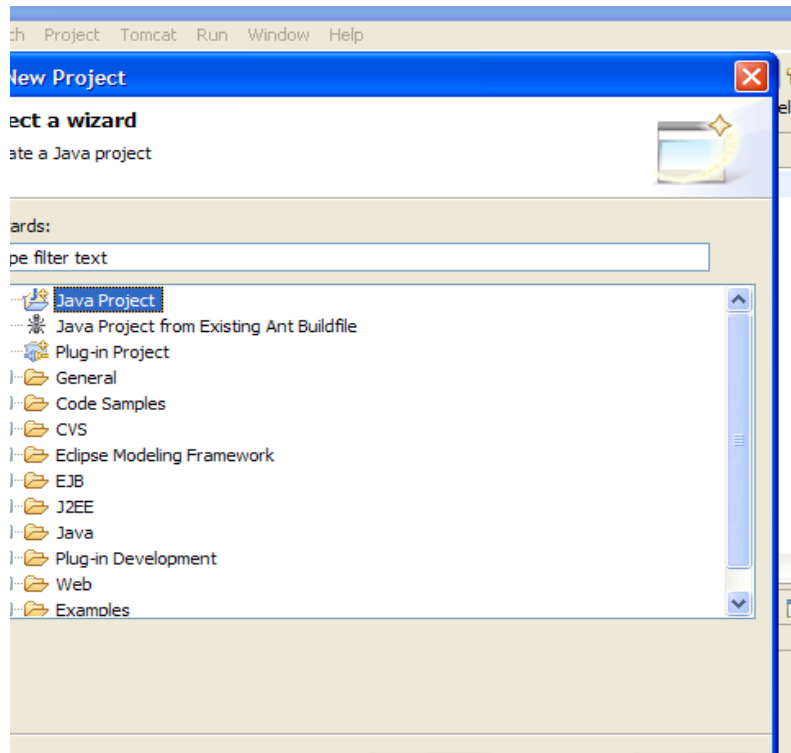 ch Project Tomcat Run Window Help
New Project
ect a wizard
ate a Java project
ards:
pe filter text
Java Project
Java Project from Existing Ant Buildfile
Plug-in Project
General
Code Samples
CVS
Eclipse Modeling Framework
EJB
J2EE
Java
Plug-in Development
Web
Examples
el